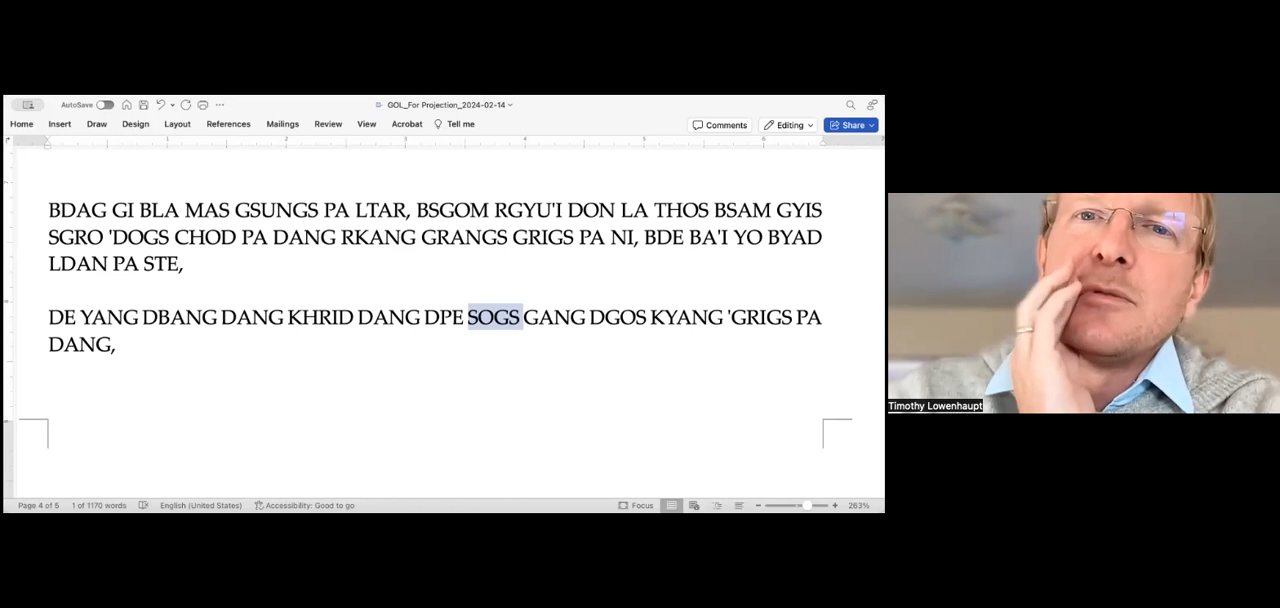 AutoSave
GOL_For Projection_2024-02-14
Home Insert Draw Design Layout References Mailings Review View Acrobat Tell me Comments Editing Share
BDAG GI BLA MAS GSUNGS PA LTAR, BSGOM RGYU'I DON LA THOS BSAM GYIS
SGRO 'DOGS CHOD PA DANG RKANG GRANGS GRIGS PA NI, BDE BA'I YO BYAD
LDAN PA STE,
DE YANG DBANG DANG KHRID DANG DPE SOGS GANG DGOS KYANG 'GRIGS PA
DANG,
Timothy Lowenhaupt
Page 4 of 5 1 of 1170 words English (United States) Accessibility: Good to go Focus 263%